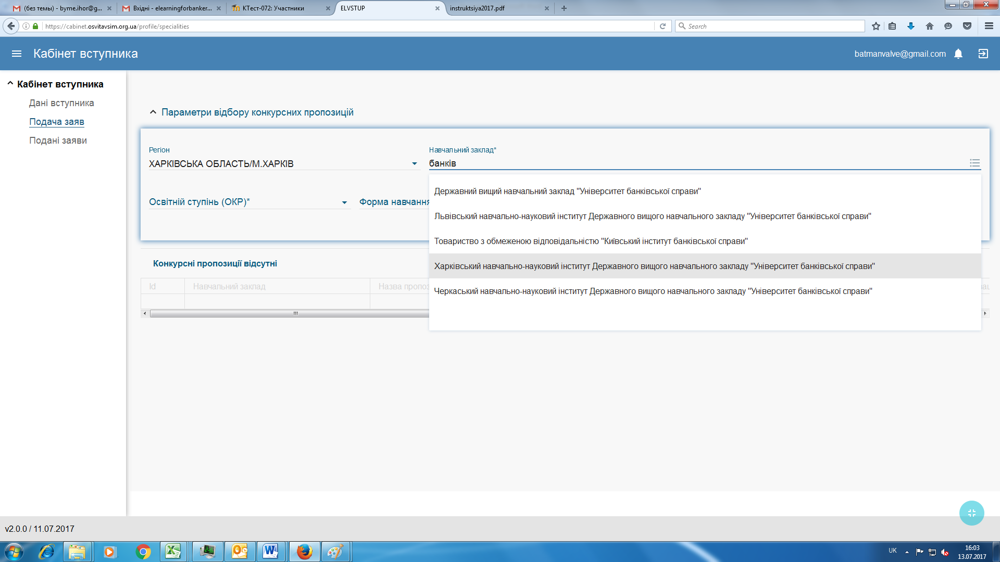 (без темы) - byme.ihor@g...
Вхідні - elearningforbanker...
КТест-072: Участники
ELVSTUP
instruktsiya2017.pdf
https://cabinet.osvitavsim.org.ua/profile/specialities
Search
Кабінет вступника
batmanvalve@gmail.com
Кабінет вступника
Дані вступника
Подача заяв
Подані заяви
Параметри відбору конкурсних пропозицій
Регіон
ХАРКІВСЬКА ОБЛАСТЬ/М.ХАРКІВ
Навчальний заклад*
банків
Освітній ступінь (ОКР)*
Форма навчання
Державний вищий навчальний заклад "Університет банківської справи"
Львівський навчально-науковий інститут Державного вищого навчального закладу "Університет банківської справи"
Товариство з обмеженою відповідальністю "Київський інститут банківської справи"
Харківський навчально-науковий інститут Державного вищого навчального закладу "Університет банківської справи"
Черкаський навчально-науковий інститут Державного вищого навчального закладу "Університет банківської справи"
Конкурсні пропозиції відсутні
Id
Навчальний заклад
Назва пропоз
v2.0.0 / 11.07.2017
UK
16:03
13.07.2017